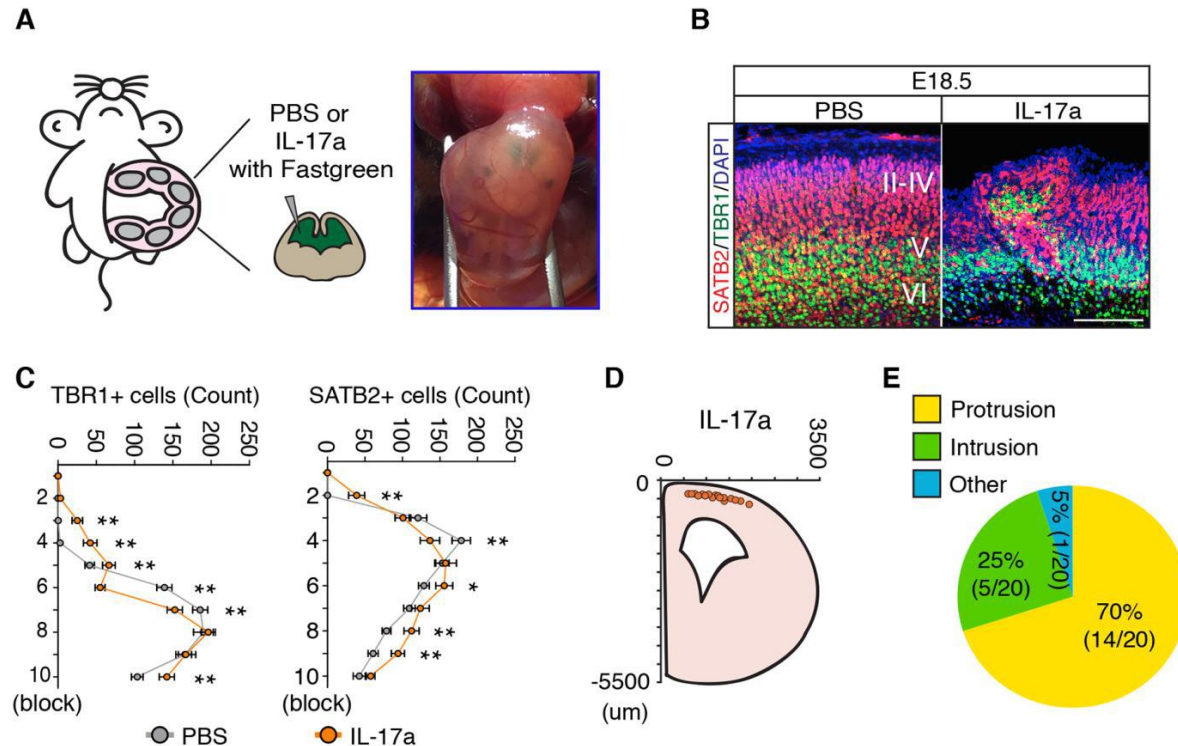 A
PBS or
IL-17a
with Fastgreen
B
E18.5
PBS
IL-17a
SATB2/TBR1/DAPI
II-IV
V
VI
C
TBR1+ cells (Count)
0 50 100 150 200 250
2
4
6
8
10
(block)
**
**
**
**
**
**
SATB2+ cells (Count)
0 50 100 150 200 250
2
4
6
8
10
(block)
**
**
*
**
**
PBS
IL-17a
D
IL-17a
0
3500
0
-5500
(um)
E
Protrusion
Intrusion
Other
5% (1/20)
25%
(5/20)
70%
(14/20)